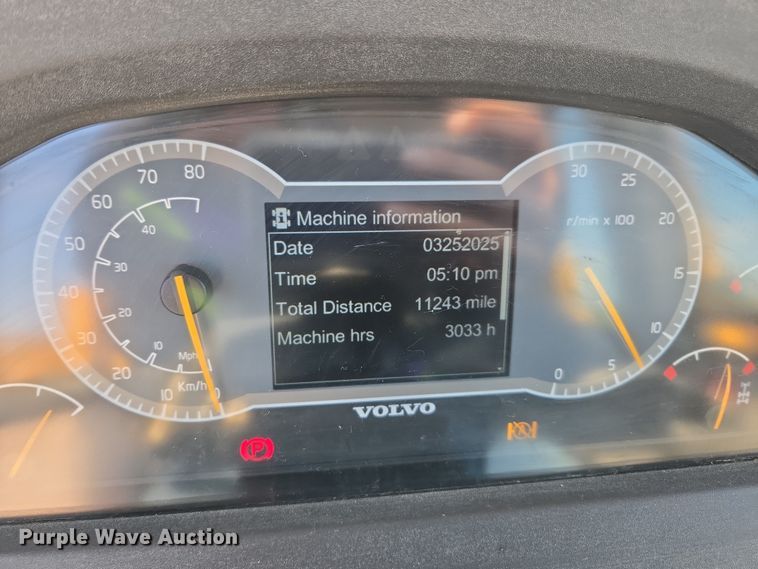 Machine information
Date 03252025
Time 05:10 pm
Total Distance 11243 mile
Machine hrs 3033 h
80
70
60
50
40
30
20
10
0
Km/h
40
30
20
10
Mph
30
25
20
15
10
5
0
r/min x 100
VOLVO
P
Purple Wave Auction